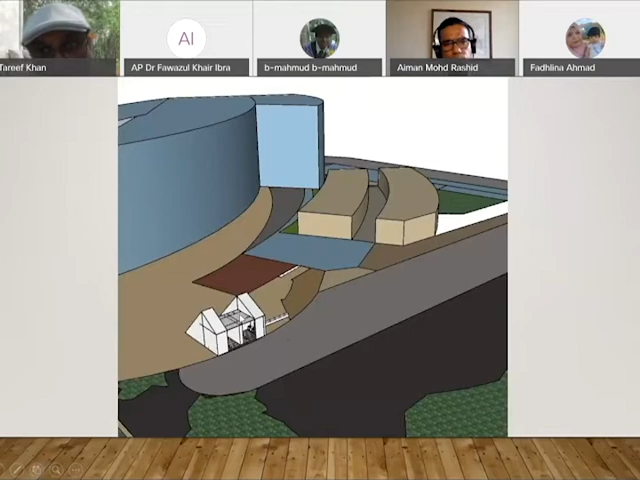 Tareef Khan
AP Dr Fawazul Khair Ibra
b-mahmud b-mahmud
Aiman Mohd Rashid
Fadhlina Ahmad
AI